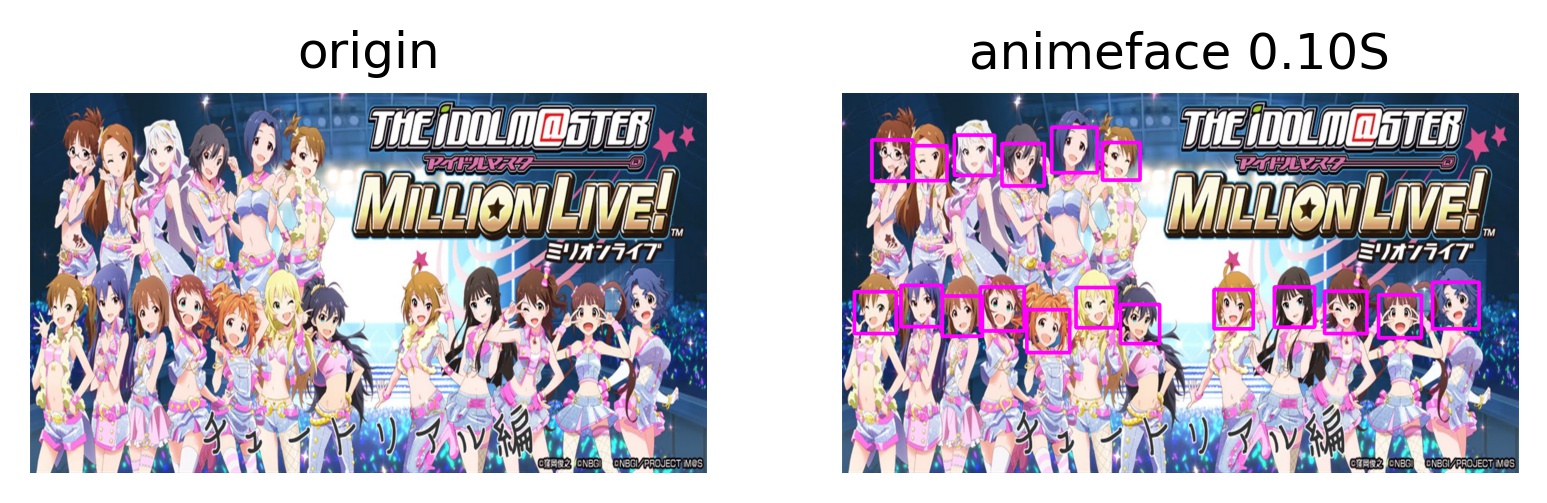 origin
THE iDOLM@STER
アイドルマスター
MILLION LIVE!
TM
ミリオンライブ
チュートリアル編
©窪岡俊之 ©NBGI ©NBGI/PROJECT iM@S
animeface 0.10S
THE iDOLM@STER
アイドルマスター
MILLION LIVE!
TM
ミリオンライブ
チュートリアル編
©窪岡俊之 ©NBGI ©NBGI/PROJECT iM@S